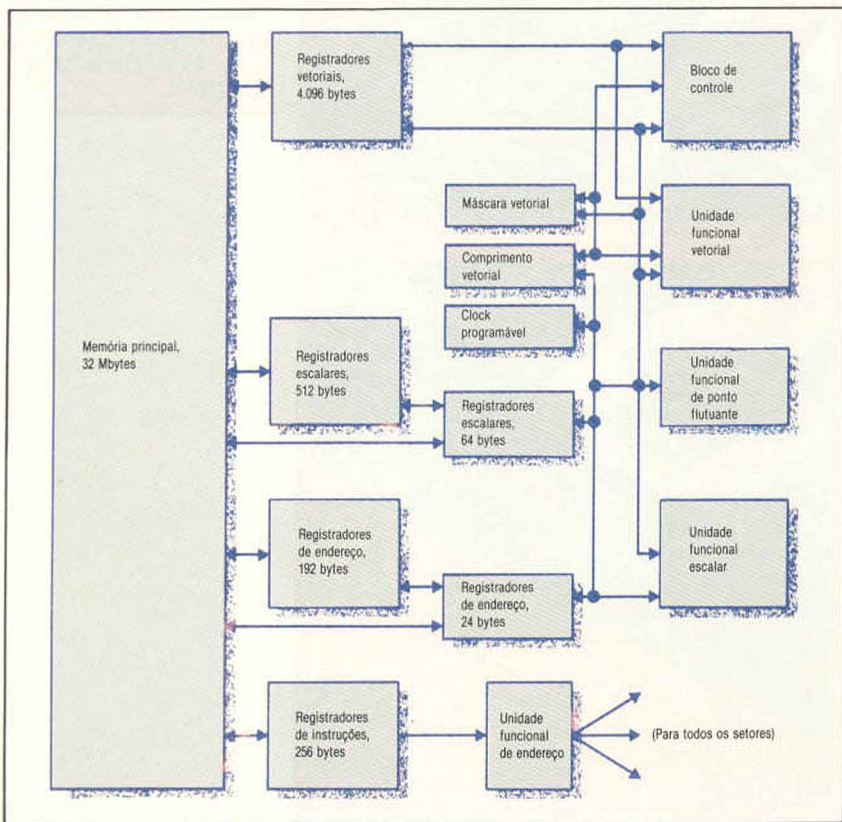 Registradores
vetoriais,
4.096 bytes
Bloco de
controle
Máscara vetorial
Unidade
funcional
vetorial
Comprimento
vetorial
Clock
programável
Memória principal,
32 Mbytes
Registradores
escalares,
512 bytes
Registradores
escalares,
64 bytes
Unidade
funcional
de ponto
flutuante
Registradores
de endereço,
192 bytes
Registradores
de endereço,
24 bytes
Unidade
funcional
escalar
Registradores
de instruções,
256 bytes
Unidade
funcional
de endereço
(Para todos os setores)